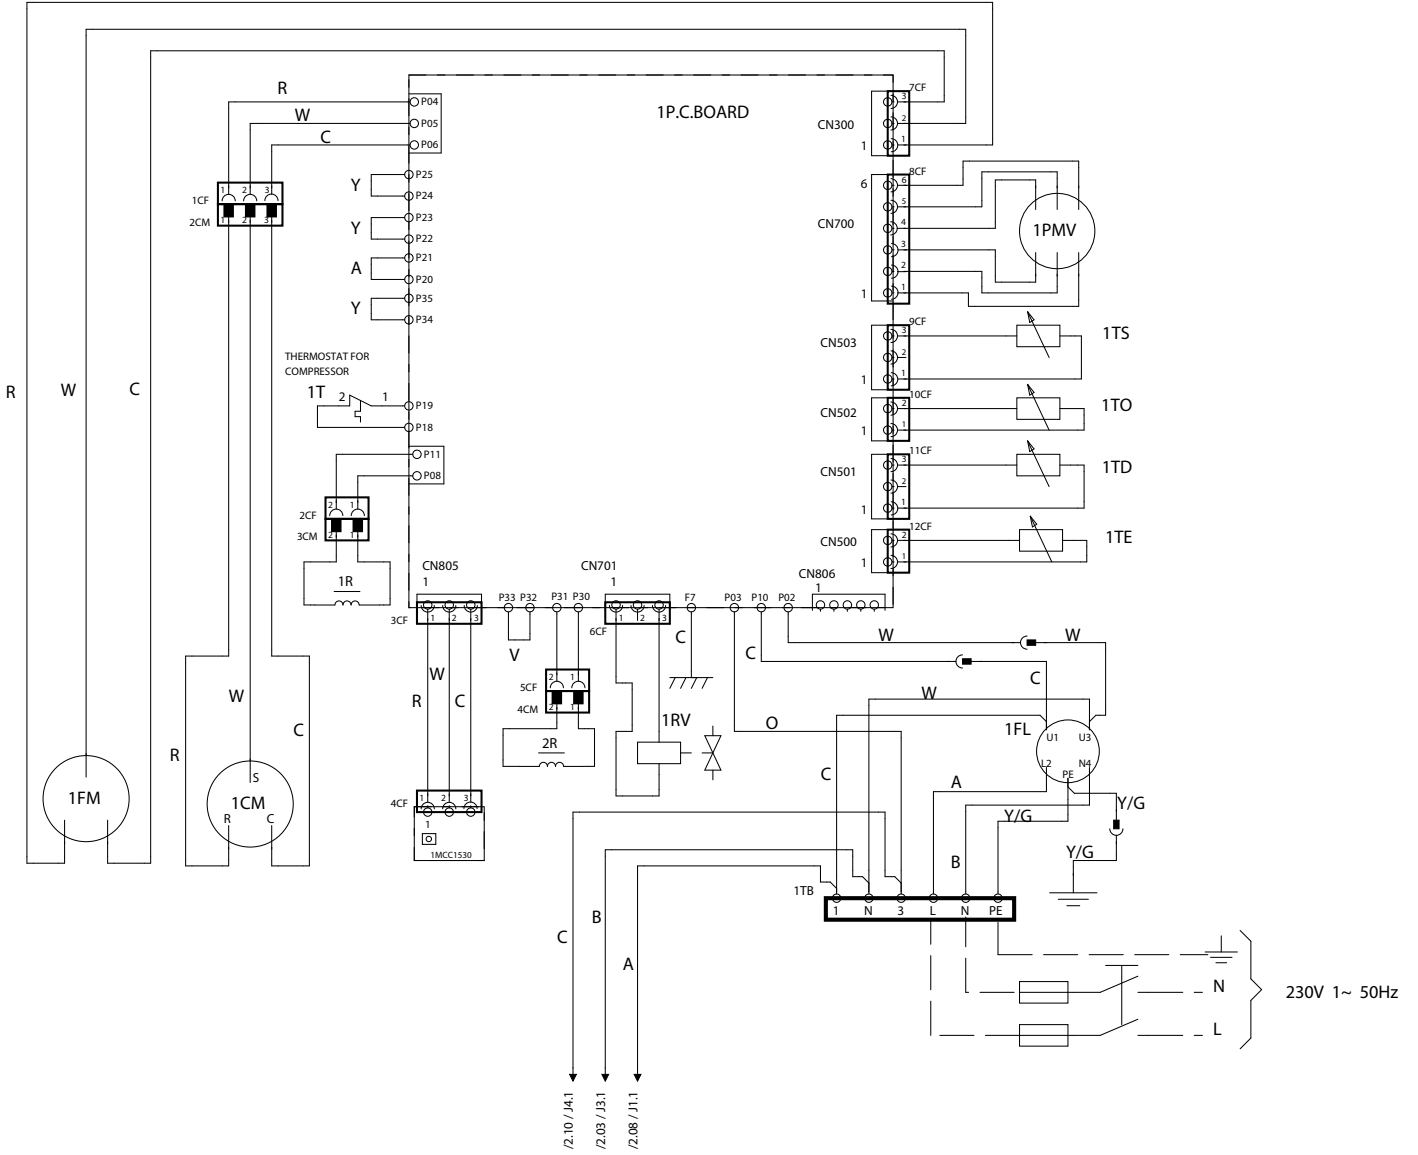 R
W
C
P04
P05
P06
1P.C.BOARD
7CF
CN300
3
2
1
1
1CF
2CM
1 2 3
1 2 3
Y
P25
P24
Y
P23
P22
A
P21
P20
Y
P35
P34
8CF
6
CN700
1
6
5
4
3
2
1
1PMV
9CF
CN503
1
3
2
1
1TS
THERMOSTAT FOR
COMPRESSOR
1T
2
1
P19
P18
R
W
C
10CF
CN502
1
2
1
1TO
P11
P08
11CF
CN501
1
3
2
1
1TD
2CF
3CM
2 1
2 1
1R
12CF
CN500
1
2
1
1TE
CN805
1
3CF
1 2 3
P33
P32
V
P31
P30
CN701
1
6CF
1 2 3
F7
C
P03
P10
P02
CN806
1
W
W
C
C
R
W
C
5CF
4CM
2 1
2 1
2R
1RV
O
W
1FL
U1
U3
L2
N4
PE
C
A
Y/G
Y/G
B
Y/G
W
R
C
1FM
S
1CM
R
C
4CF
1 2 3
1
1MCC1530
1TB
1 N 3 L N PE
C
B
A
N
L
230V 1~ 50Hz
/2.10 / J4.1
/2.03 / J3.1
/2.08 / J1.1